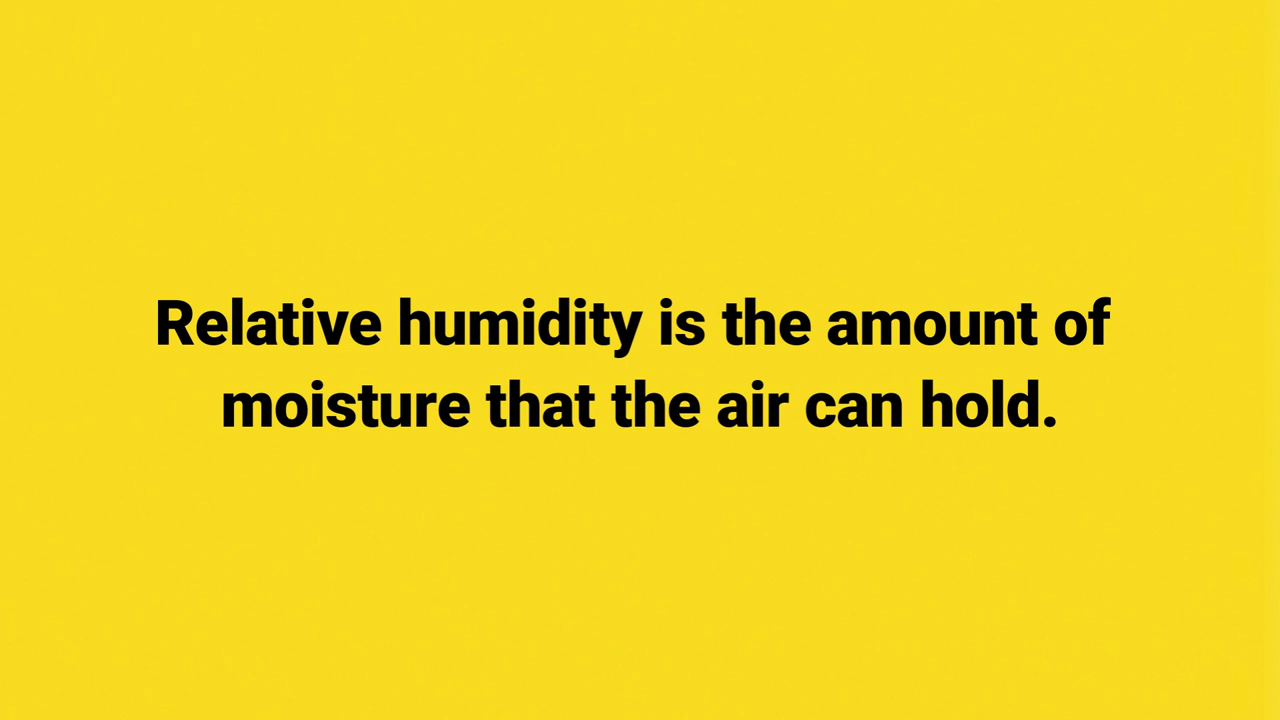 Relative humidity is the amount of
moisture that the air can hold.